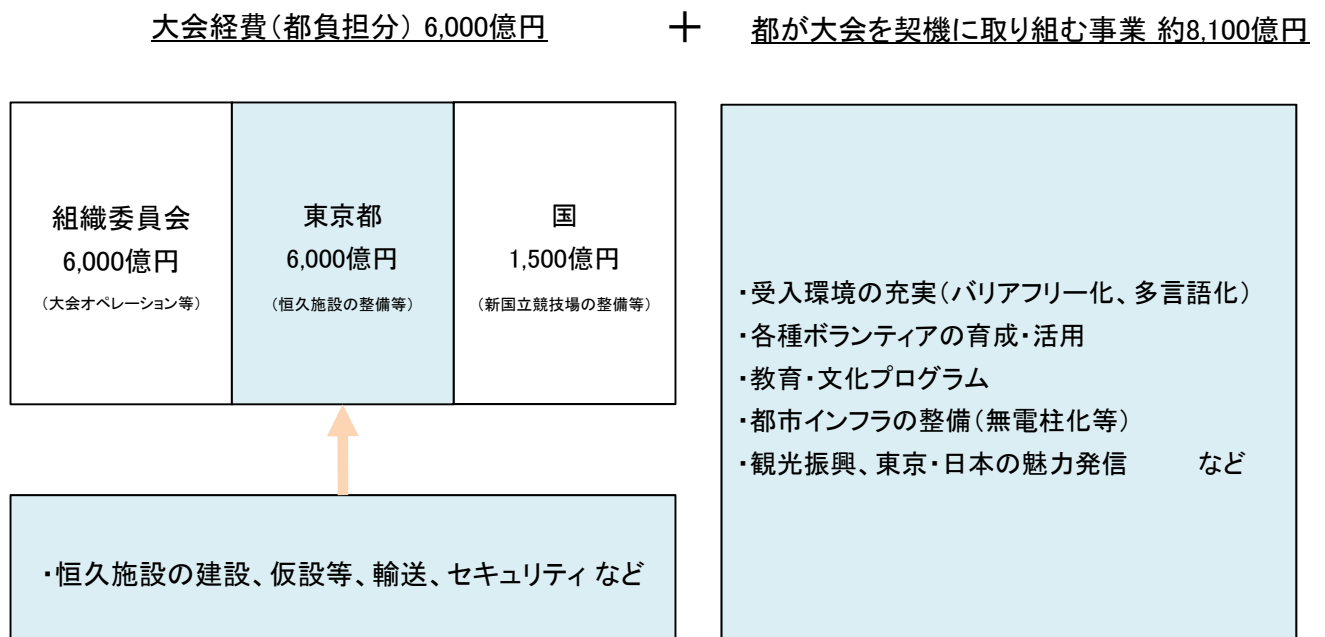 大会経費(都負担分) 6,000億円
＋
都が大会を契機に取り組む事業 約8,100億円
組織委員会
6,000億円
(大会オペレーション等)
東京都
6,000億円
(恒久施設の整備等)
国
1,500億円
(新国立競技場の整備等)
・恒久施設の建設、仮設等、輸送、セキュリティ など
・受入環境の充実(バリアフリー化、多言語化)
・各種ボランティアの育成・活用
・教育・文化プログラム
・都市インフラの整備(無電柱化等)
・観光振興、東京・日本の魅力発信 など